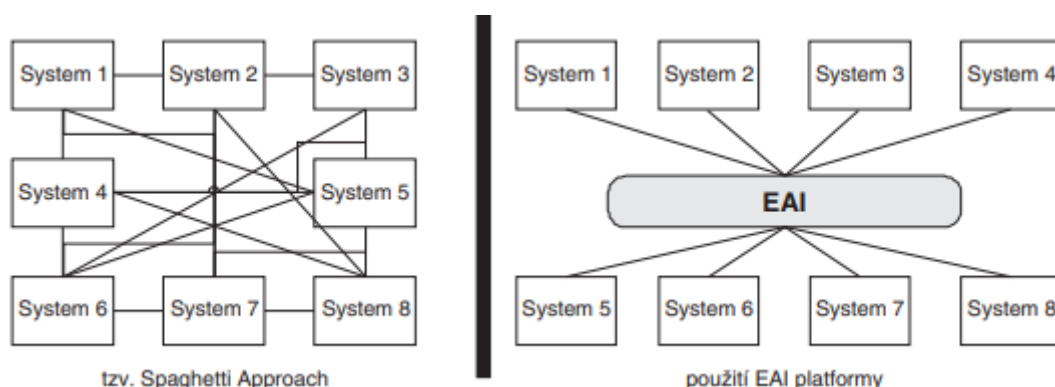 System 1
System 2
System 3
System 4
System 5
System 6
System 7
System 8
tzv. Spaghetti Approach
System 1
System 2
System 3
System 4
EAI
System 5
System 6
System 7
System 8
použití EAI platformy